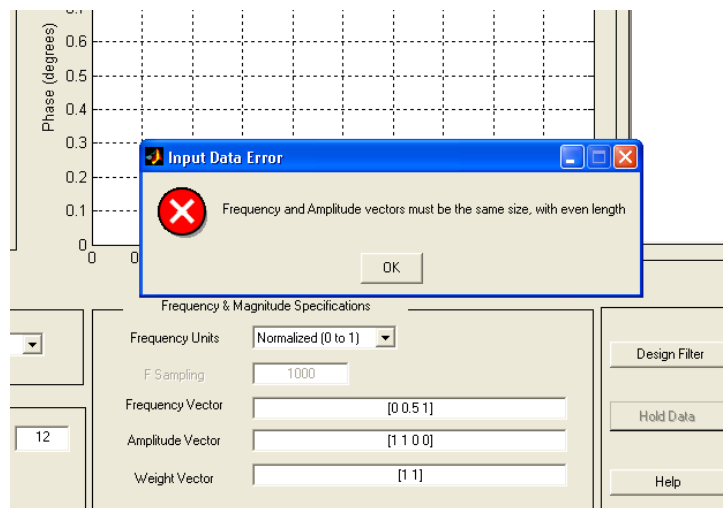 0.7
0.6
0.5
0.4
0.3
0.2
0.1
0
Phase (degrees)
0
0
Input Data Error
Frequency and Amplitude vectors must be the same size, with even length
OK
Frequency & Magnitude Specifications
Frequency Units
Normalized (0 to 1)
F Sampling
1000
Frequency Vector
[0 0.5 1]
12
Amplitude Vector
[1 1 0 0]
Weight Vector
[1 1]
Design Filter
Hold Data
Help